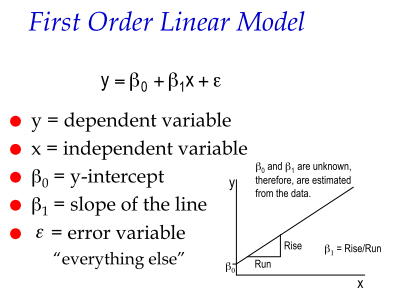 First Order Linear Model
y = β₀ + β₁x + ε
y = dependent variable
x = independent variable
β₀ = y-intercept
β₁ = slope of the line
ε = error variable
“everything else”
β₀ and β₁ are unknown,
therefore, are estimated
from the data.
y
Rise
β₁ = Rise/Run
β₀
Run
x